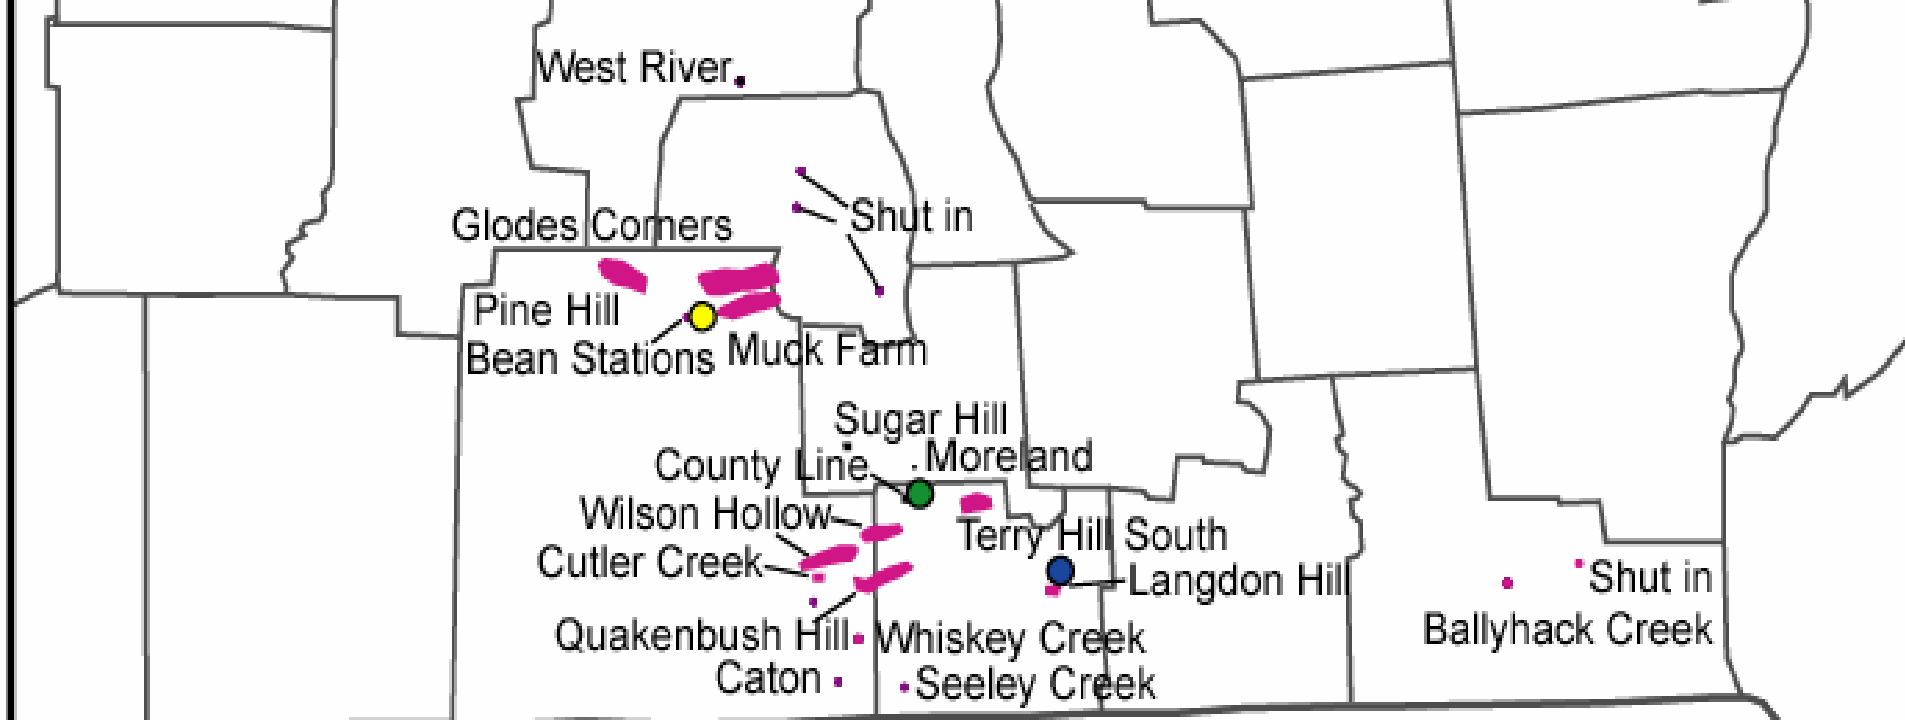 West River
Shut in
Glodes Corners
Pine Hill
Bean Stations
Muck Farm
Sugar Hill
County Line
Moreland
Wilson Hollow
Terry Hill South
Cutler Creek
Langdon Hill
Shut in
Quakenbush Hill
Whiskey Creek
Ballyhack Creek
Caton
Seeley Creek